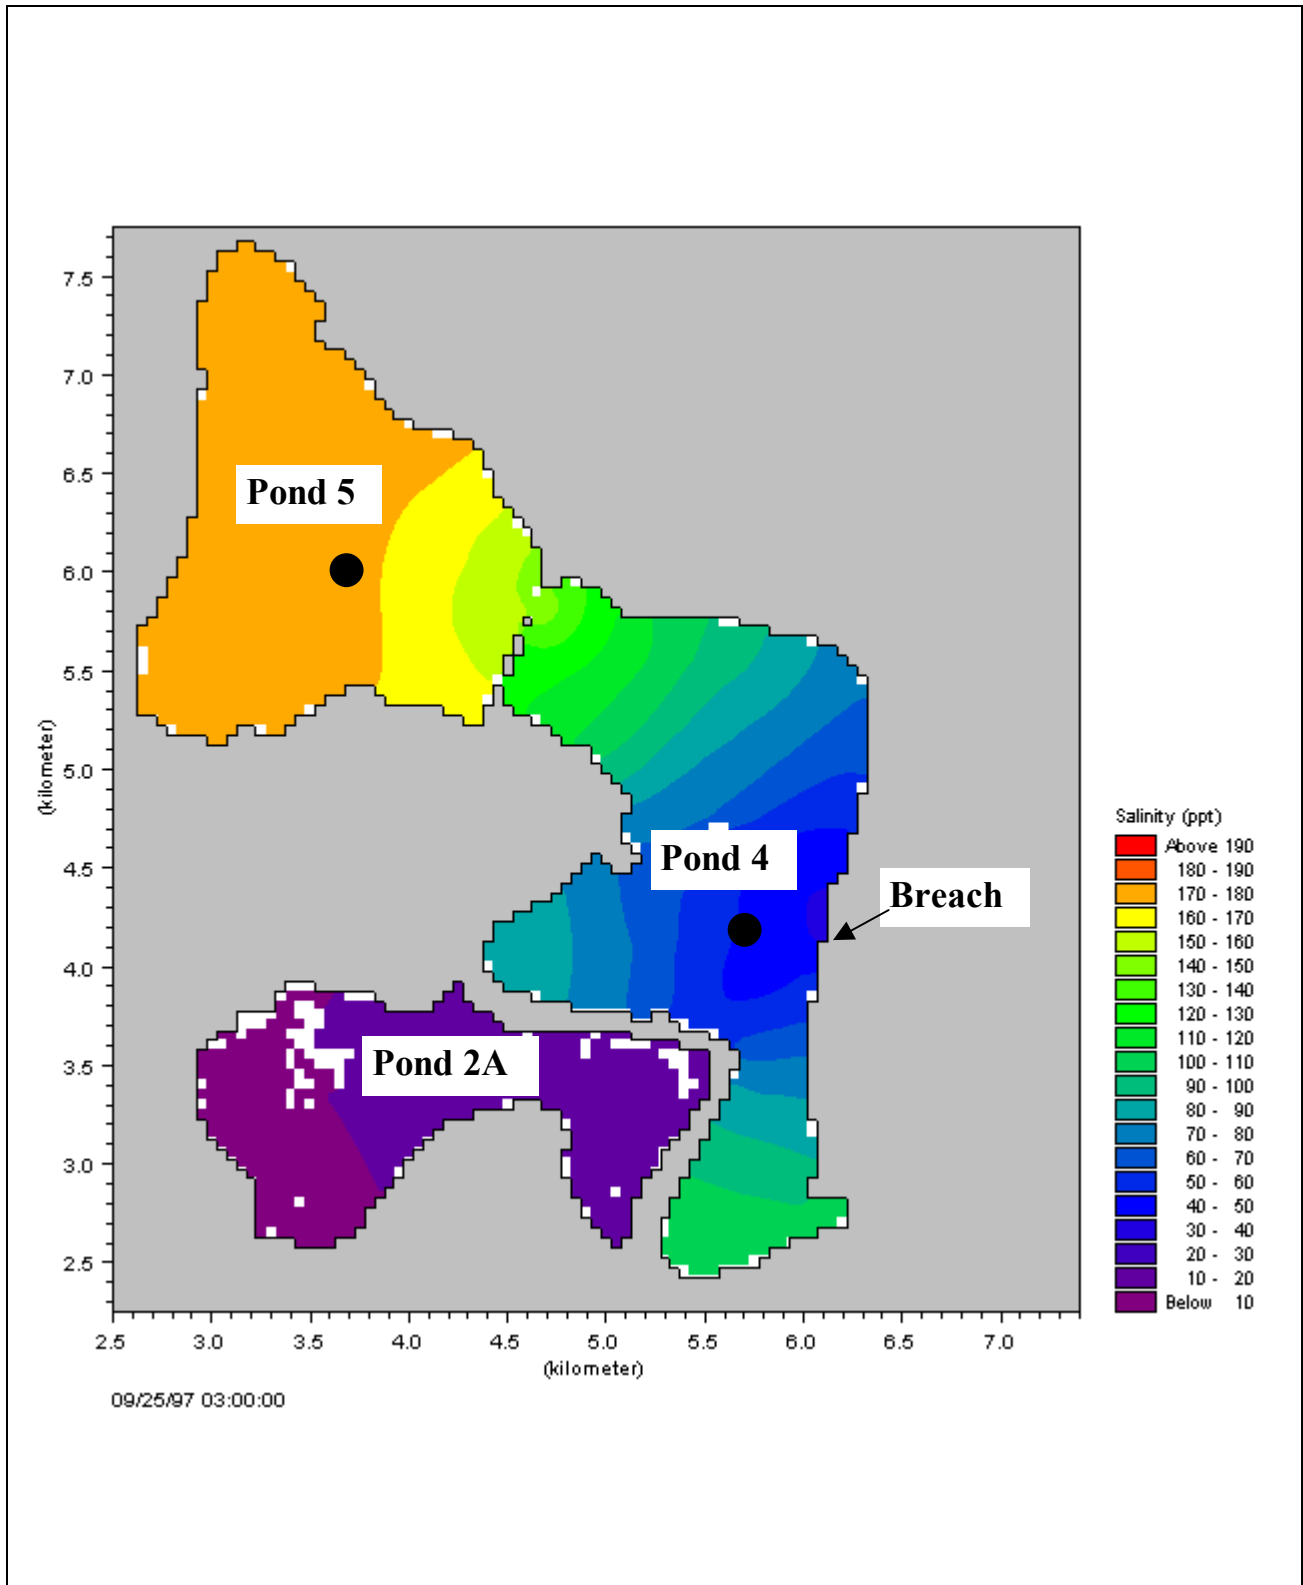 7.5
7.0
6.5
6.0
5.5
5.0
4.5
4.0
3.5
3.0
2.5
(kilometer)
Pond 5
Pond 4
Breach
Pond 2A
2.5 3.0 3.5 4.0 4.5 5.0 5.5 6.0 6.5 7.0
(kilometer)
09/25/97 03:00:00
Salinity (ppt)
Above 190
180 - 190
170 - 180
160 - 170
150 - 160
140 - 150
130 - 140
120 - 130
110 - 120
100 - 110
90 - 100
80 - 90
70 - 80
60 - 70
50 - 60
40 - 50
30 - 40
20 - 30
10 - 20
Below 10